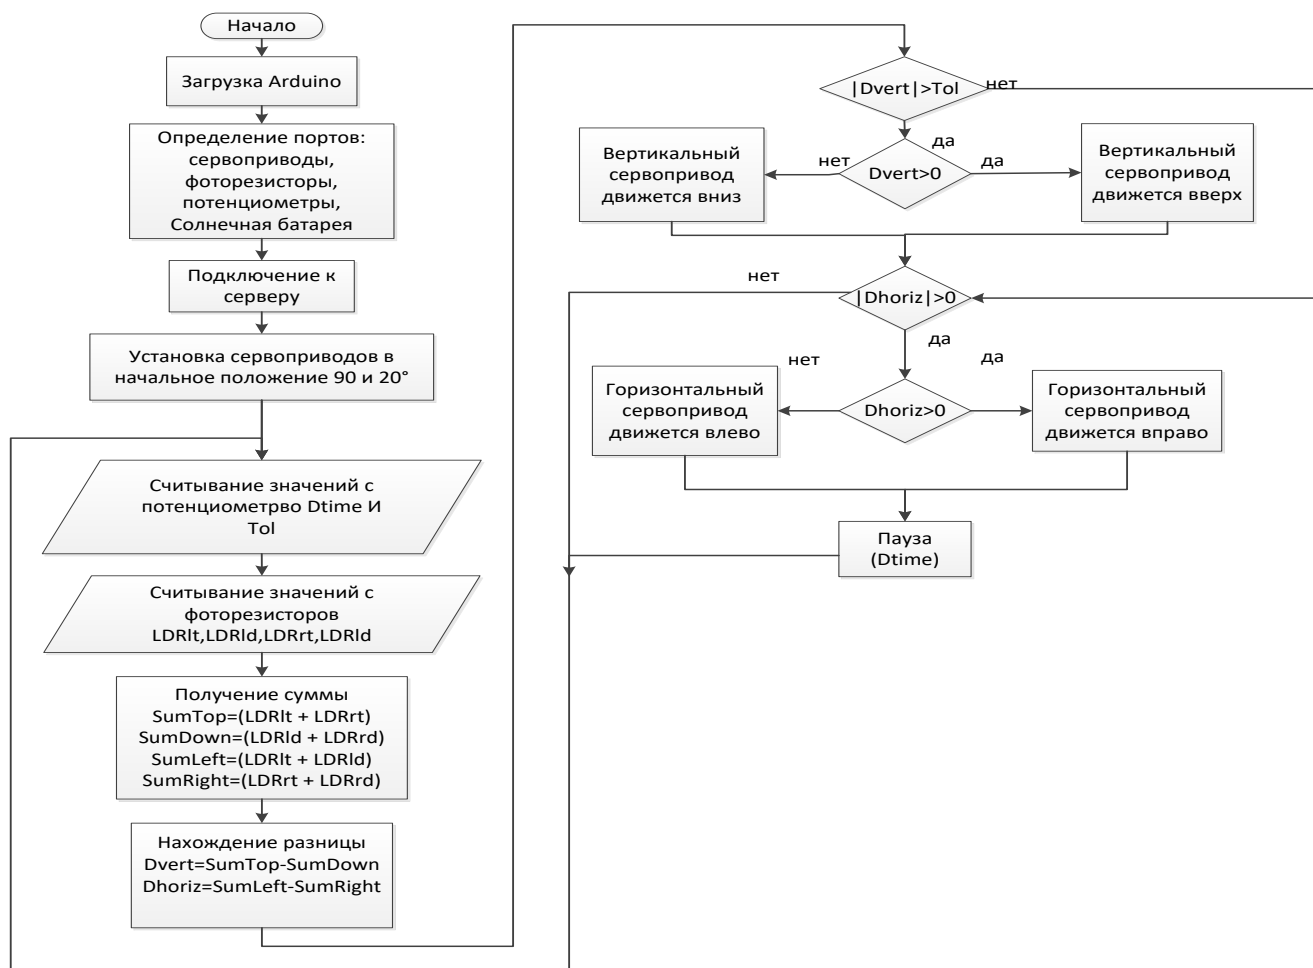 Начало
Загрузка Arduino
Определение портов:
сервоприводы,
фоторезисторы,
потенциометры,
Солнечная батарея
Подключение к
серверу
Установка сервоприводов в
начальное положение 90 и 20°
Считывание значений с
потенциометрво Dtime И
Tol
Считывание значений с
фоторезисторов
LDRlt,LDRld,LDRrt,LDRld
Получение суммы
SumTop=(LDRlt + LDRrt)
SumDown=(LDRld + LDRrd)
SumLeft=(LDRlt + LDRld)
SumRight=(LDRrt + LDRrd)
Нахождение разницы
Dvert=SumTop-SumDown
Dhoriz=SumLeft-SumRight
|Dvert|>Tol
нет
да
Dvert>0
нет
да
Вертикальный
сервопривод
движется вниз
Вертикальный
сервопривод
движется вверх
|Dhoriz|>0
нет
да
Dhoriz>0
нет
да
Горизонтальный
сервопривод
движется влево
Горизонтальный
сервопривод
движется вправо
Пауза
(Dtime)